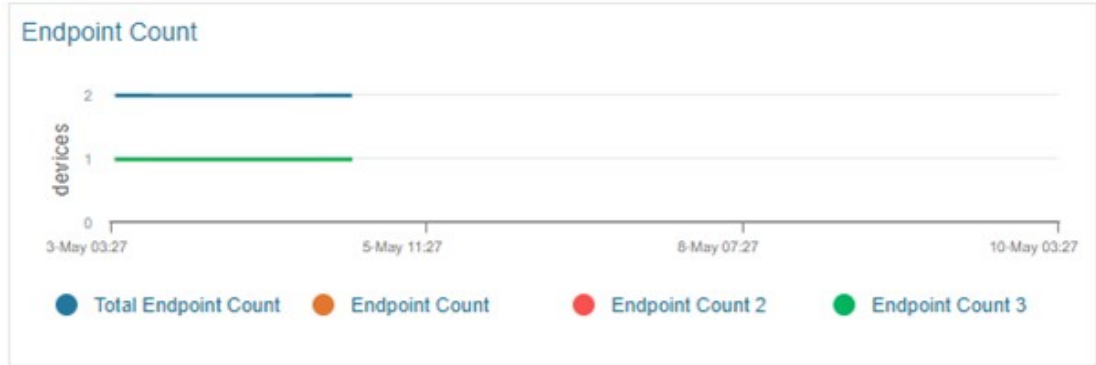 Endpoint Count
2
devices
1
0
3-May 03:27
5-May 11:27
8-May 07:27
10-May 03:27
Total Endpoint Count
Endpoint Count
Endpoint Count 2
Endpoint Count 3